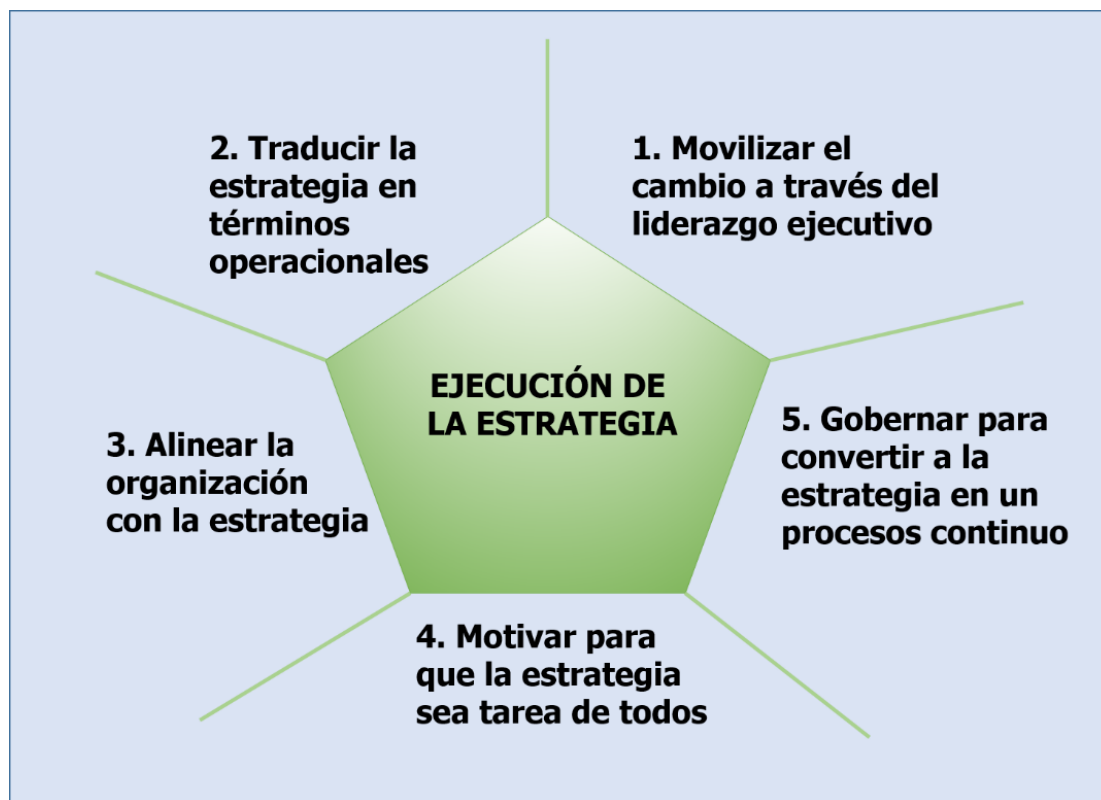 1. Movilizar el
cambio a través del
liderazgo ejecutivo
2. Traducir la
estrategia en
términos
operacionales
3. Alinear la
organización
con la estrategia
4. Motivar para
que la estrategia
sea tarea de todos
5. Gobernar para
convertir a la
estrategia en un
procesos continuo
EJECUCIÓN DE
LA ESTRATEGIA